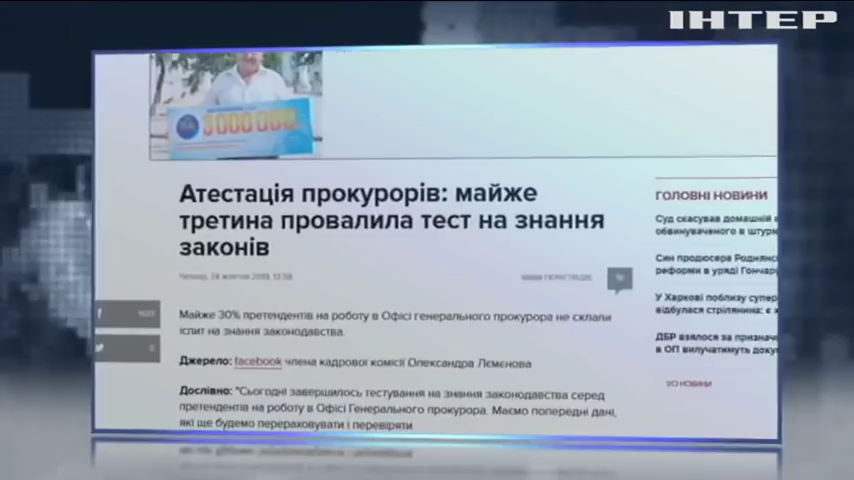 ІНТЕР
Атестація прокурорів: майже
третина провалила тест на знання
законів
Майже 30% претендентів на роботу в Офісі генерального прокурора не склали
іспит на знання законодавства.
Джерело: facebook члена кадрової комісії Олександра Лємєнова
Дослівно: "Сьогодні завершилось тестування на знання законодавства серед
претендентів на роботу в Офісі Генерального прокурора. Маємо попередні дані,
які ще будемо перераховувати і перевіряти
ГОЛОВНІ НОВИНИ
Суд скасував домашній
обвинуваченого в штурм
Син продюсера Роднянс
реформи в уряді Гончару
У Харкові поблизу супер
відбулася стрілянина: є
ДБР взялося за признач
в ОП вилучатимуть доку
УСІ НОВИНИ